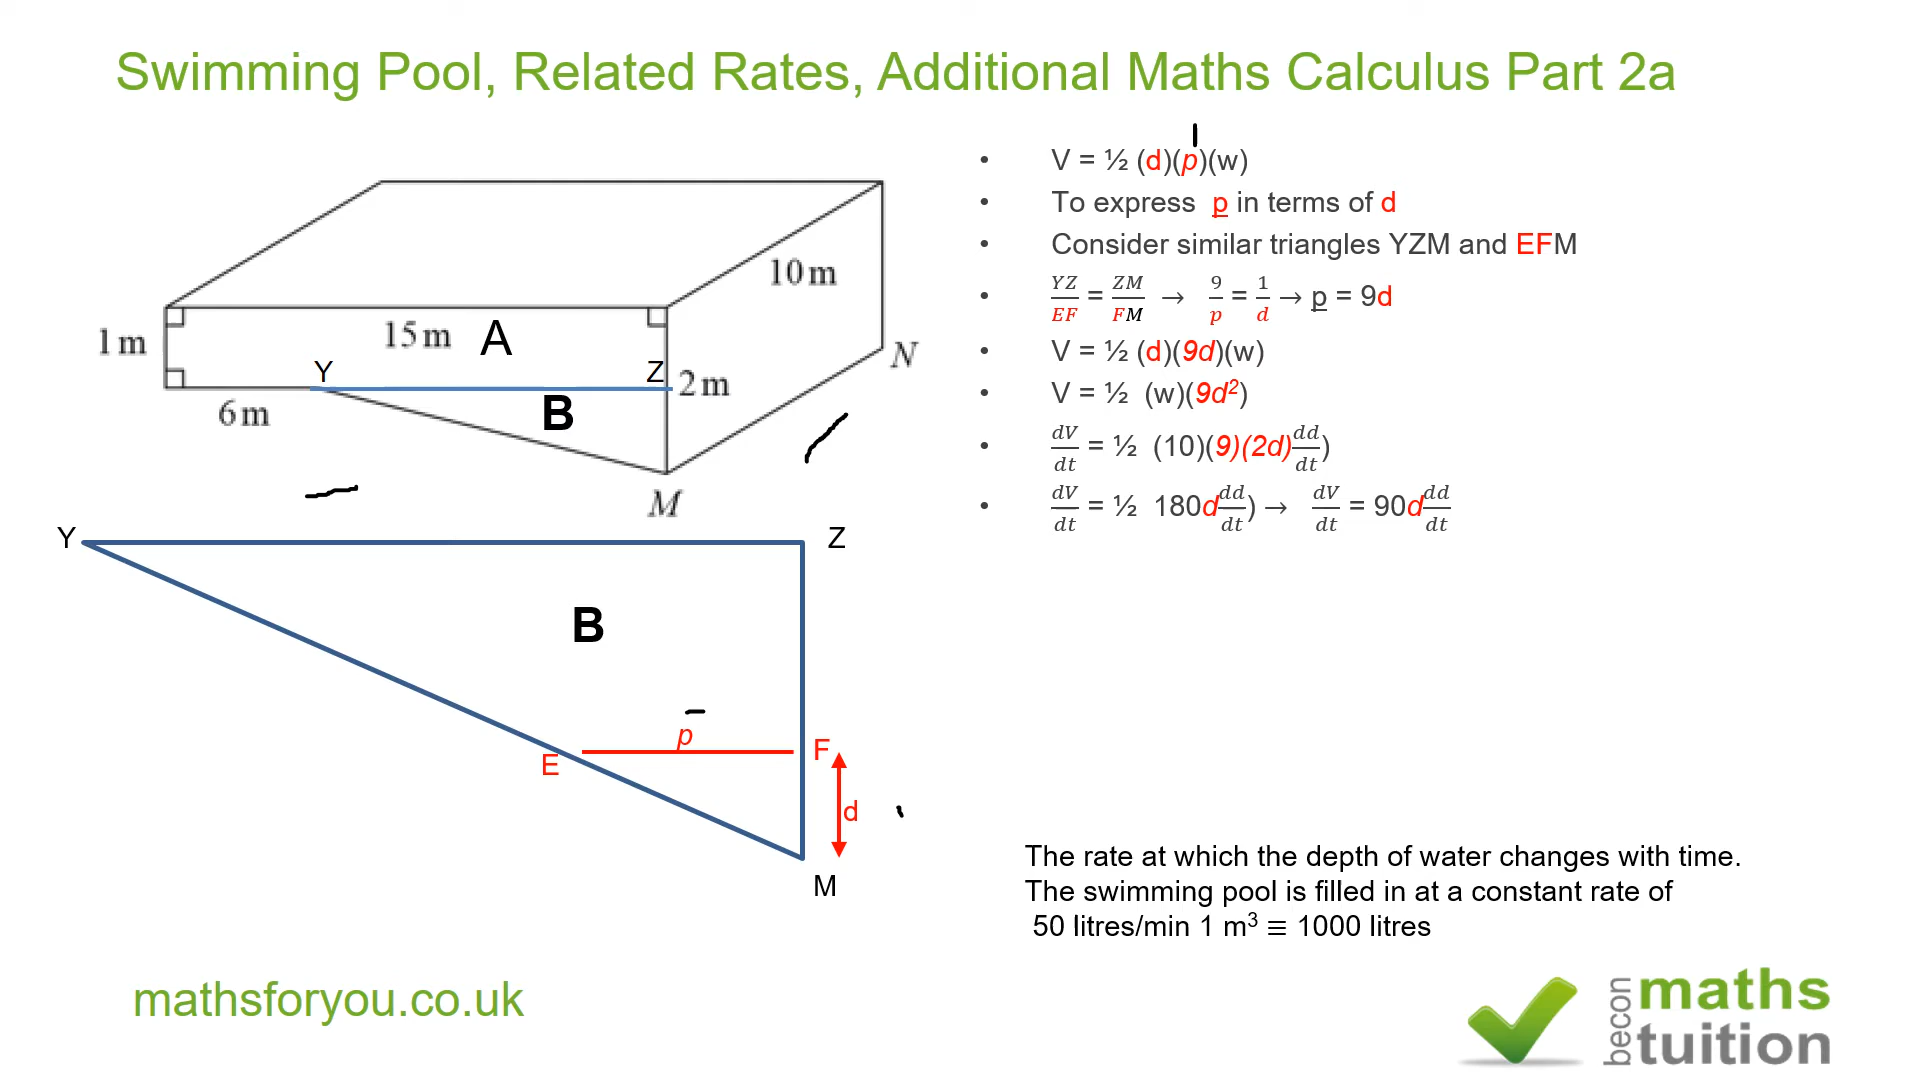 Swimming Pool, Related Rates, Additional Maths Calculus Part 2a
10 m
1 m
15 m A
Y
Z
2 m
N
6 m
B
M
Y
Z
B
p
E
F
d
M
• V = ½ (d)(p)(w)
• To express p in terms of d
• Consider similar triangles YZM and EFM
• YZ/EF = ZM/FM → 9/p = 1/d → p = 9d
• V = ½ (d)(9d)(w)
• V = ½ (w)(9d²)
• dV/dt = ½ (10)(9)(2d)dd/dt)
• dV/dt = ½ 180d dd/dt) → dV/dt = 90d dd/dt
The rate at which the depth of water changes with time.
The swimming pool is filled in at a constant rate of
50 litres/min 1 m³ ≡ 1000 litres
mathsforyou.co.uk
becon
maths
tuition